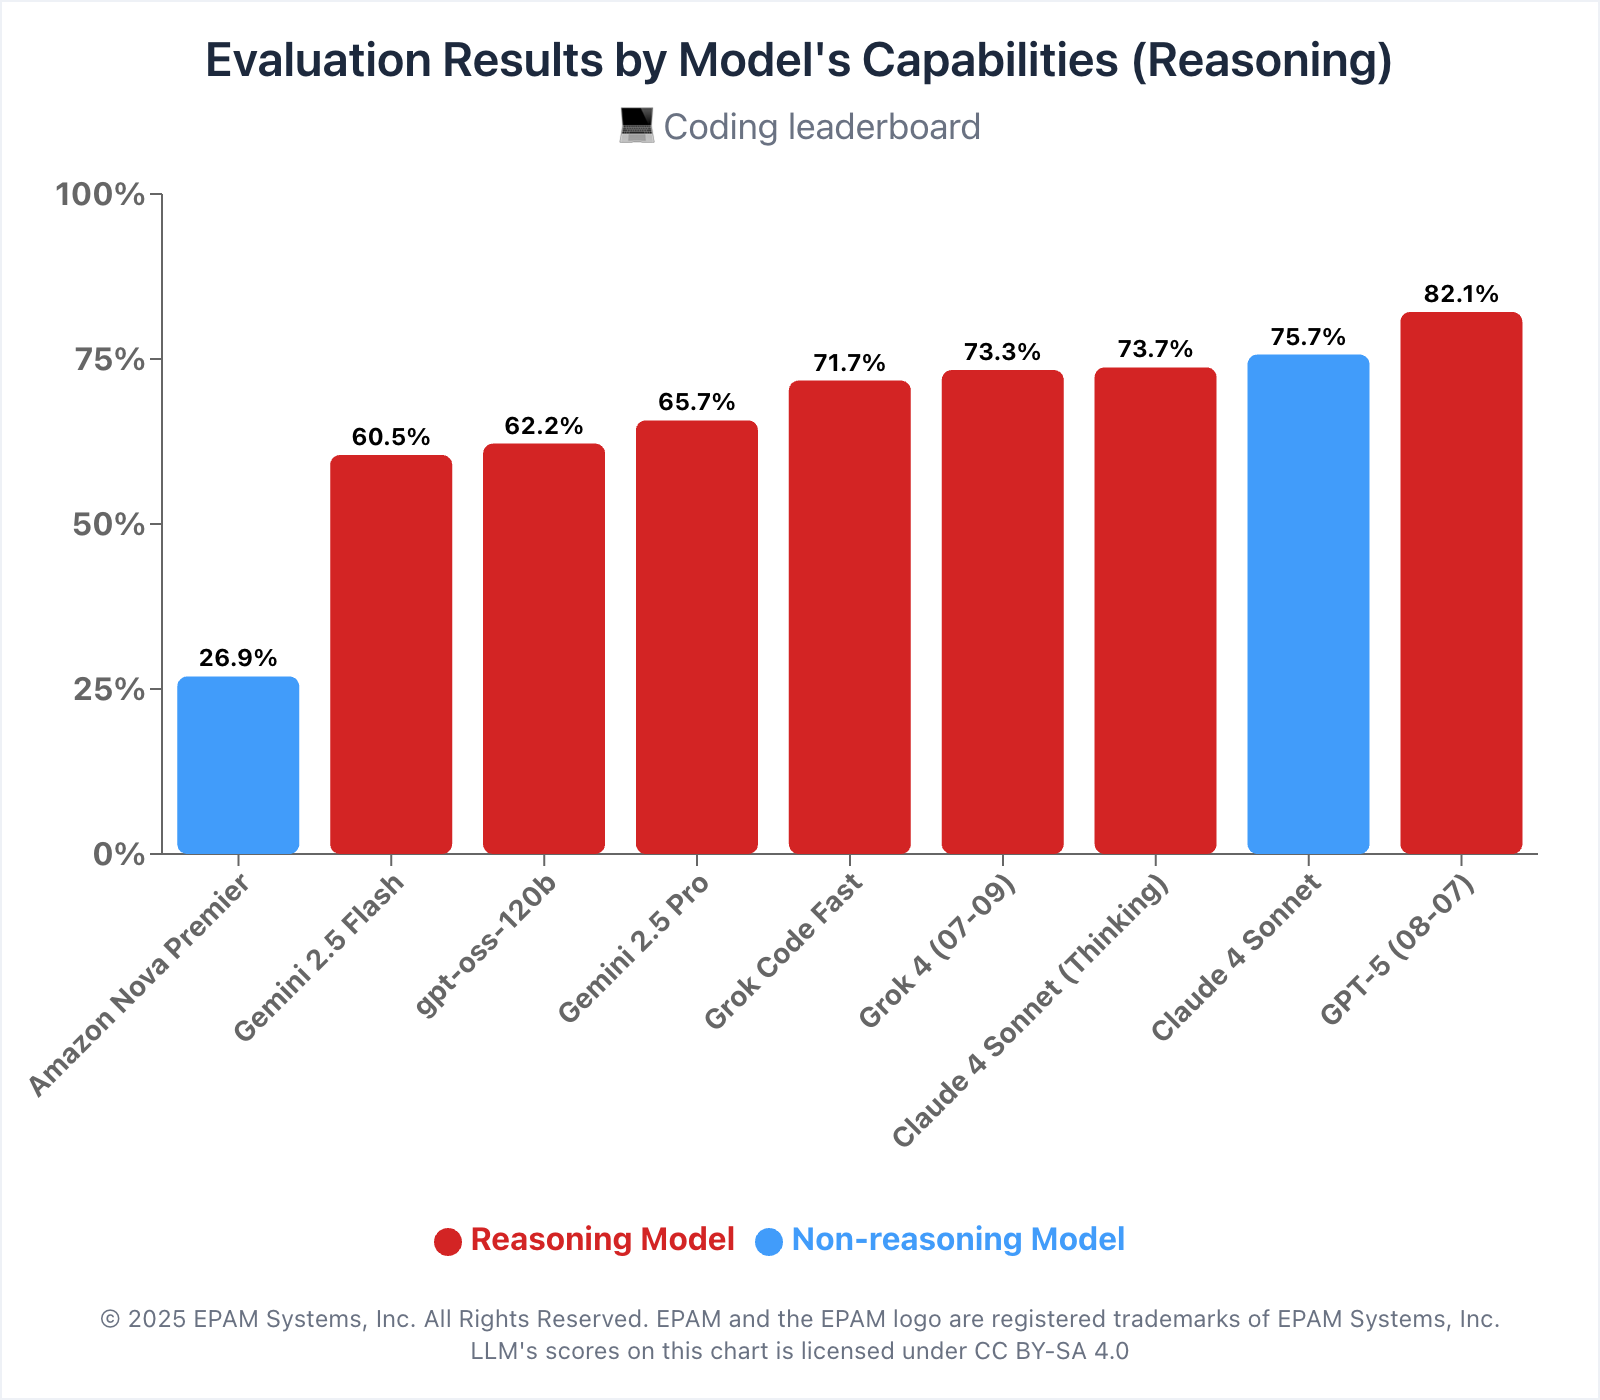 Evaluation Results by Model's Capabilities (Reasoning)
💻 Coding leaderboard
100%
75%
50%
25%
0%
26.9%
60.5%
62.2%
65.7%
71.7%
73.3%
73.7%
75.7%
82.1%
Amazon Nova Premier
Gemini 2.5 Flash
gpt-oss-120b
Gemini 2.5 Pro
Grok Code Fast
Grok 4 (07-09)
Claude 4 Sonnet (Thinking)
Claude 4 Sonnet
GPT-5 (08-07)
Reasoning Model
Non-reasoning Model
© 2025 EPAM Systems, Inc. All Rights Reserved. EPAM and the EPAM logo are registered trademarks of EPAM Systems, Inc.
LLM's scores on this chart is licensed under CC BY-SA 4.0